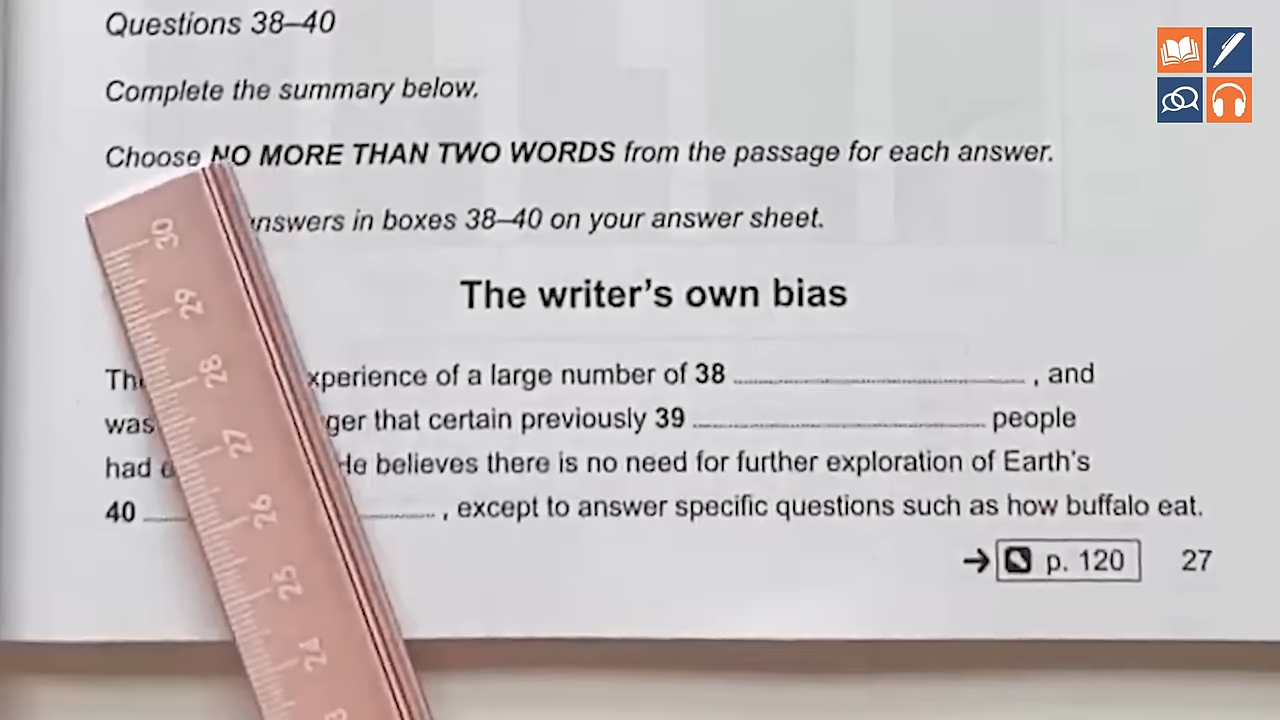 Questions 38–40
Complete the summary below.
Choose NO MORE THAN TWO WORDS from the passage for each answer.
answers in boxes 38–40 on your answer sheet.
The writer's own bias
experience of a large number of 38 , and
was that certain previously 39 people
had He believes there is no need for further exploration of Earth's
40 , except to answer specific questions such as how buffalo eat.
→ p. 120 27
30
29
28
27
26
25
24